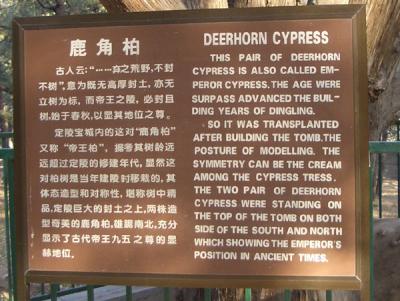 鹿角柏
古人云:"……弃之荒野,不封
不树",意为既无高厚封土,亦无
立树为标,而帝王之陵,必封且
树,始于春秋,以显其地位之尊。
定陵宝城内的这对"鹿角柏"
又称"帝王柏",据考其树龄远
远超过定陵的修建年代,显然这
对柏树是当年建陵封移栽的,其
体态造型和对称性,堪称树中精
品,定陵巨大的封土之上,两株造
型奇美的鹿角柏,雄踞南北,充分
显示了古代帝王九五之尊的显
赫地位。
DEERHORN CYPRESS
THIS PAIR OF DEERHORN
CYPRESS IS ALSO CALLED EM-
PEROR CYPRESS.THE AGE WERE
SURPASS ADVANCED THE BUIL-
DING YEARS OF DINGLING.
SO IT WAS TRANSPLANTED
AFTER BUILDING THE TOMB.THE
POSTURE OF MODELLING. THE
SYMMETRY CAN BE THE CREAM
AMONG THE CYPRESS TRESS.
THE TWO PAIR OF DEERHORN
CYPRESS WERE STANDING ON
THE TOP OF THE TOMB ON BOTH
SIDE OF THE SOUTH AND NORTH
WHICH SHOWING THE EMPEROR'S
POSITION IN ANCIENT TIMES.